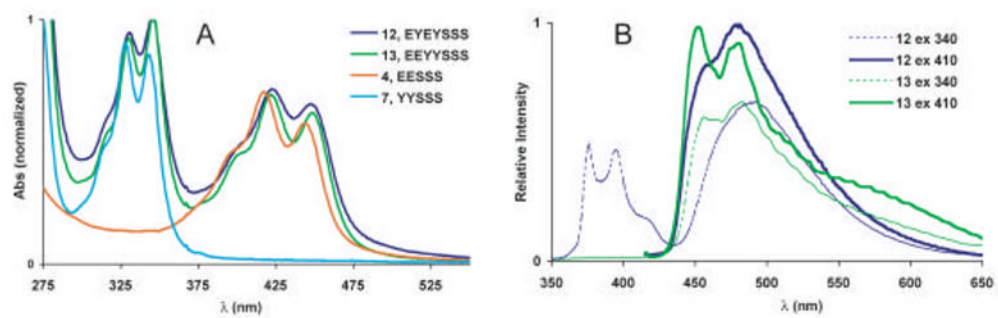 1
A
12, EYEYSSS
13, EEYYSSS
4, EESSS
7, YYSSS
Abs (normalized)
0
275 325 375 425 475 525
λ (nm)
1
B
12 ex 340
12 ex 410
13 ex 340
13 ex 410
Relative Intensity
1
350 400 450 500 550 600 650
λ (nm)